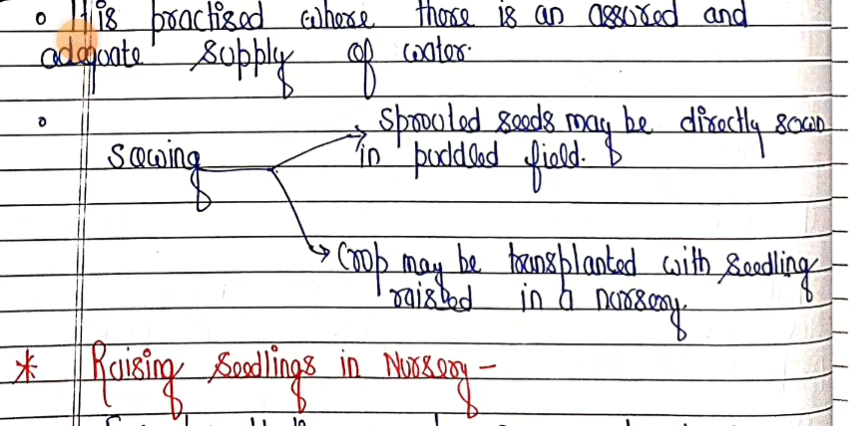 It is practised where there is an assured and
adequate supply of water.
Sprouted seeds may be directly sown
Sowing
in puddled field.
Crop may be transplanted with seedling
raised in a nursery.
* Raising Seedlings in Nursery -